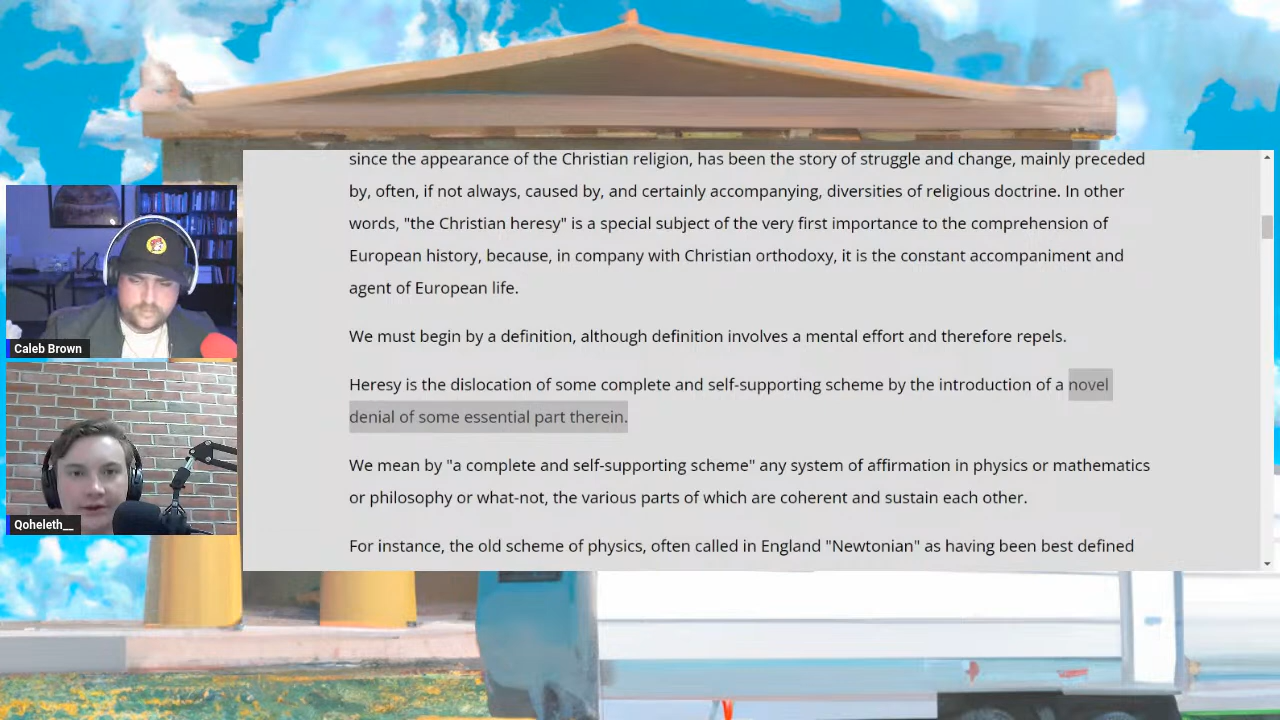 since the appearance of the Christian religion, has been the story of struggle and change, mainly preceded
by, often, if not always, caused by, and certainly accompanying, diversities of religious doctrine. In other
words, "the Christian heresy" is a special subject of the very first importance to the comprehension of
European history, because, in company with Christian orthodoxy, it is the constant accompaniment and
agent of European life.
We must begin by a definition, although definition involves a mental effort and therefore repels.
Heresy is the dislocation of some complete and self-supporting scheme by the introduction of a novel
denial of some essential part therein.
We mean by "a complete and self-supporting scheme" any system of affirmation in physics or mathematics
or philosophy or what-not, the various parts of which are coherent and sustain each other.
For instance, the old scheme of physics, often called in England "Newtonian" as having been best defined
Caleb Brown
Qoheleth__